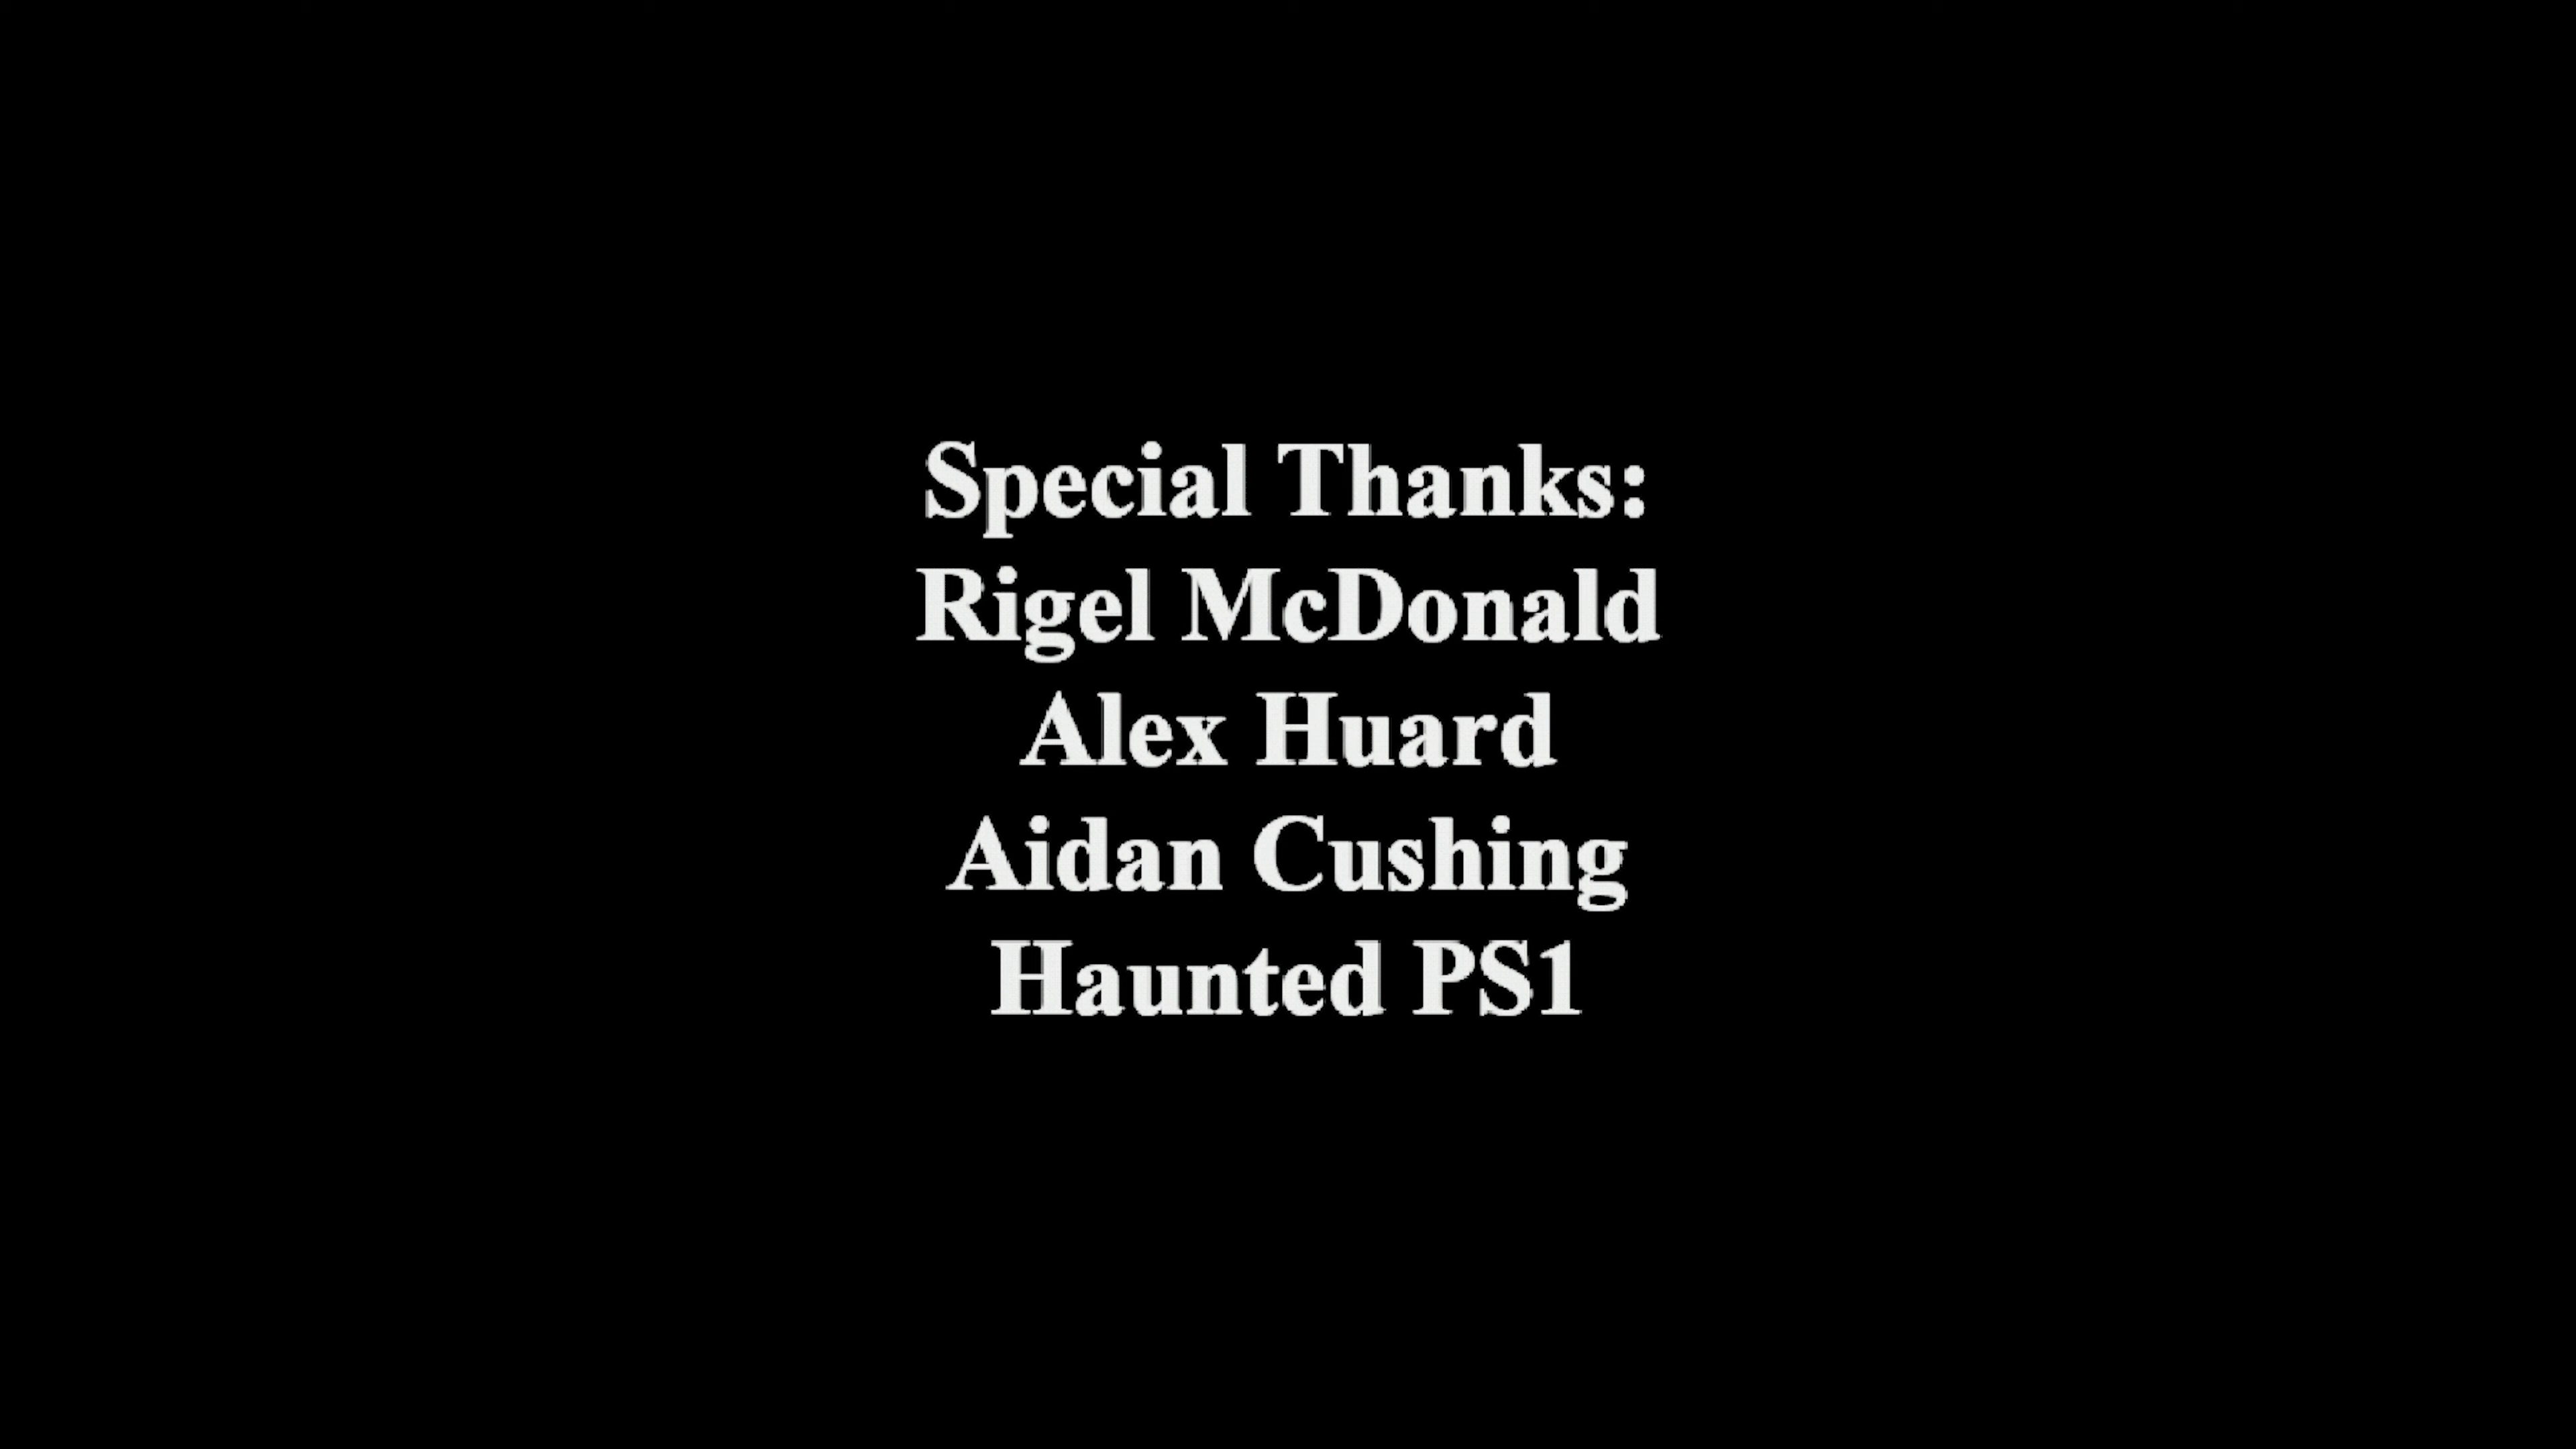 Special Thanks:
Rigel McDonald
Alex Huard
Aidan Cushing
Haunted PS1